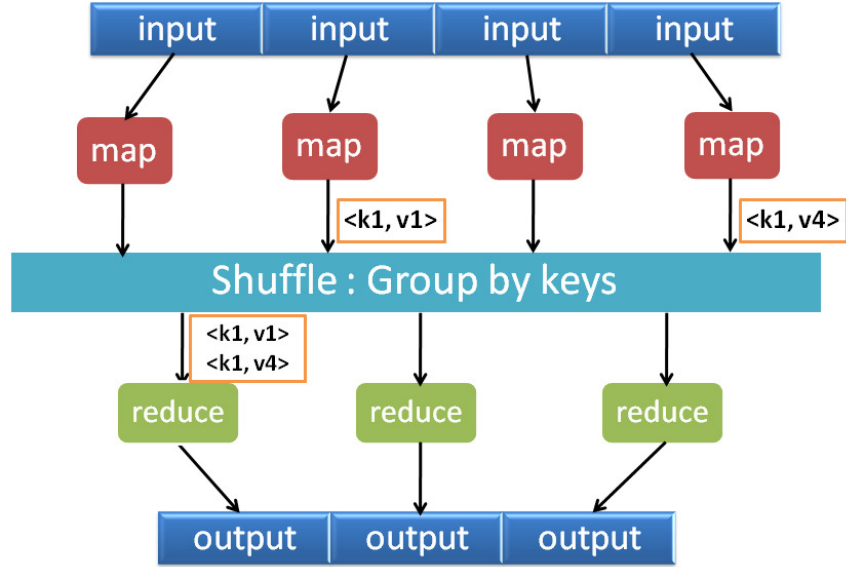 input input input input
map map map map
<k1, v1> <k1, v4>
Shuffle : Group by keys
<k1, v1>
<k1, v4>
reduce reduce reduce
output output output